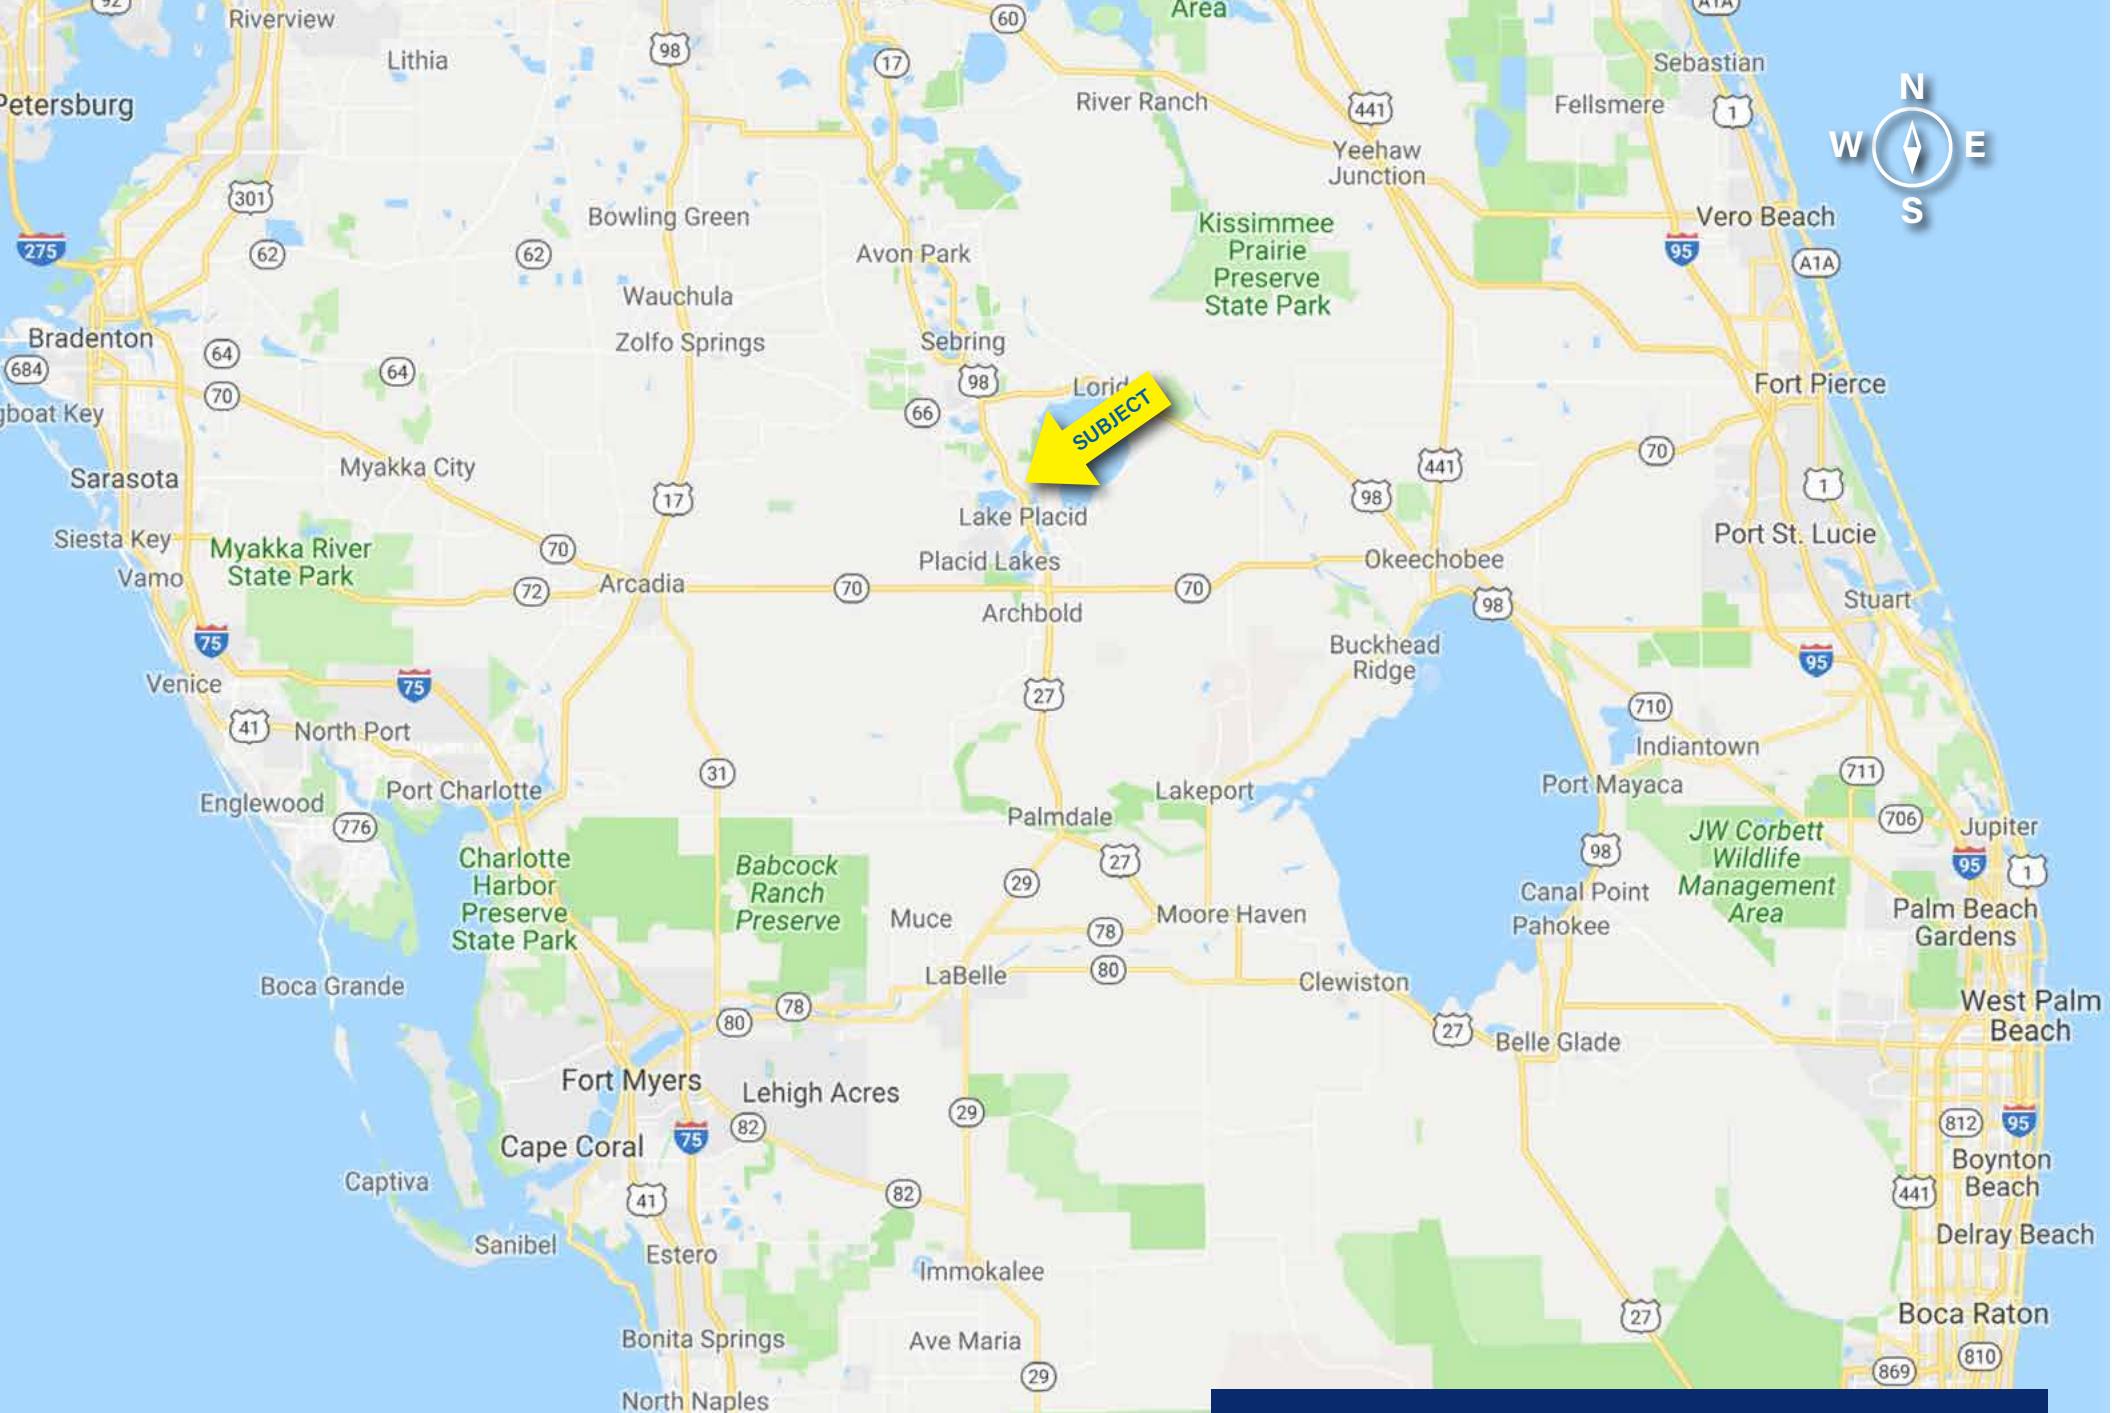 92
Riverview
Lithia
98
17
60
Area
A1A
Sebastian
Petersburg
River Ranch
441
Fellsmere
1
N
W
E
S
Yeehaw
Junction
301
Bowling Green
Kissimmee
Prairie
Preserve
State Park
Vero Beach
275
62
62
Avon Park
95
A1A
Wauchula
Bradenton
64
Zolfo Springs
Sebring
684
64
98
Lorid
Fort Pierce
70
66
SUBJECT
gboat Key
Sarasota
Myakka City
441
70
17
98
1
Lake Placid
Siesta Key
Myakka River
State Park
70
Port St. Lucie
Vamo
Placid Lakes
Okeechobee
72
Arcadia
70
70
98
Stuart
Archbold
75
Buckhead
Ridge
95
Venice
75
27
710
41
North Port
Indiantown
31
711
Port Charlotte
Lakeport
Port Mayaca
Englewood
Palmdale
706
776
JW Corbett
Wildlife
Management
Area
Jupiter
Charlotte
Harbor
Preserve
State Park
Babcock
Ranch
Preserve
27
98
95
1
29
Canal Point
Muce
Moore Haven
Palm Beach
Gardens
78
Pahokee
LaBelle
80
Clewiston
Boca Grande
78
West Palm
Beach
80
27
Belle Glade
Fort Myers
Lehigh Acres
29
82
812
95
Cape Coral
75
Boynton
Beach
Captiva
41
82
441
Sanibel
Estero
Delray Beach
Immokalee
27
Boca Raton
Bonita Springs
Ave Maria
810
29
869
North Naples